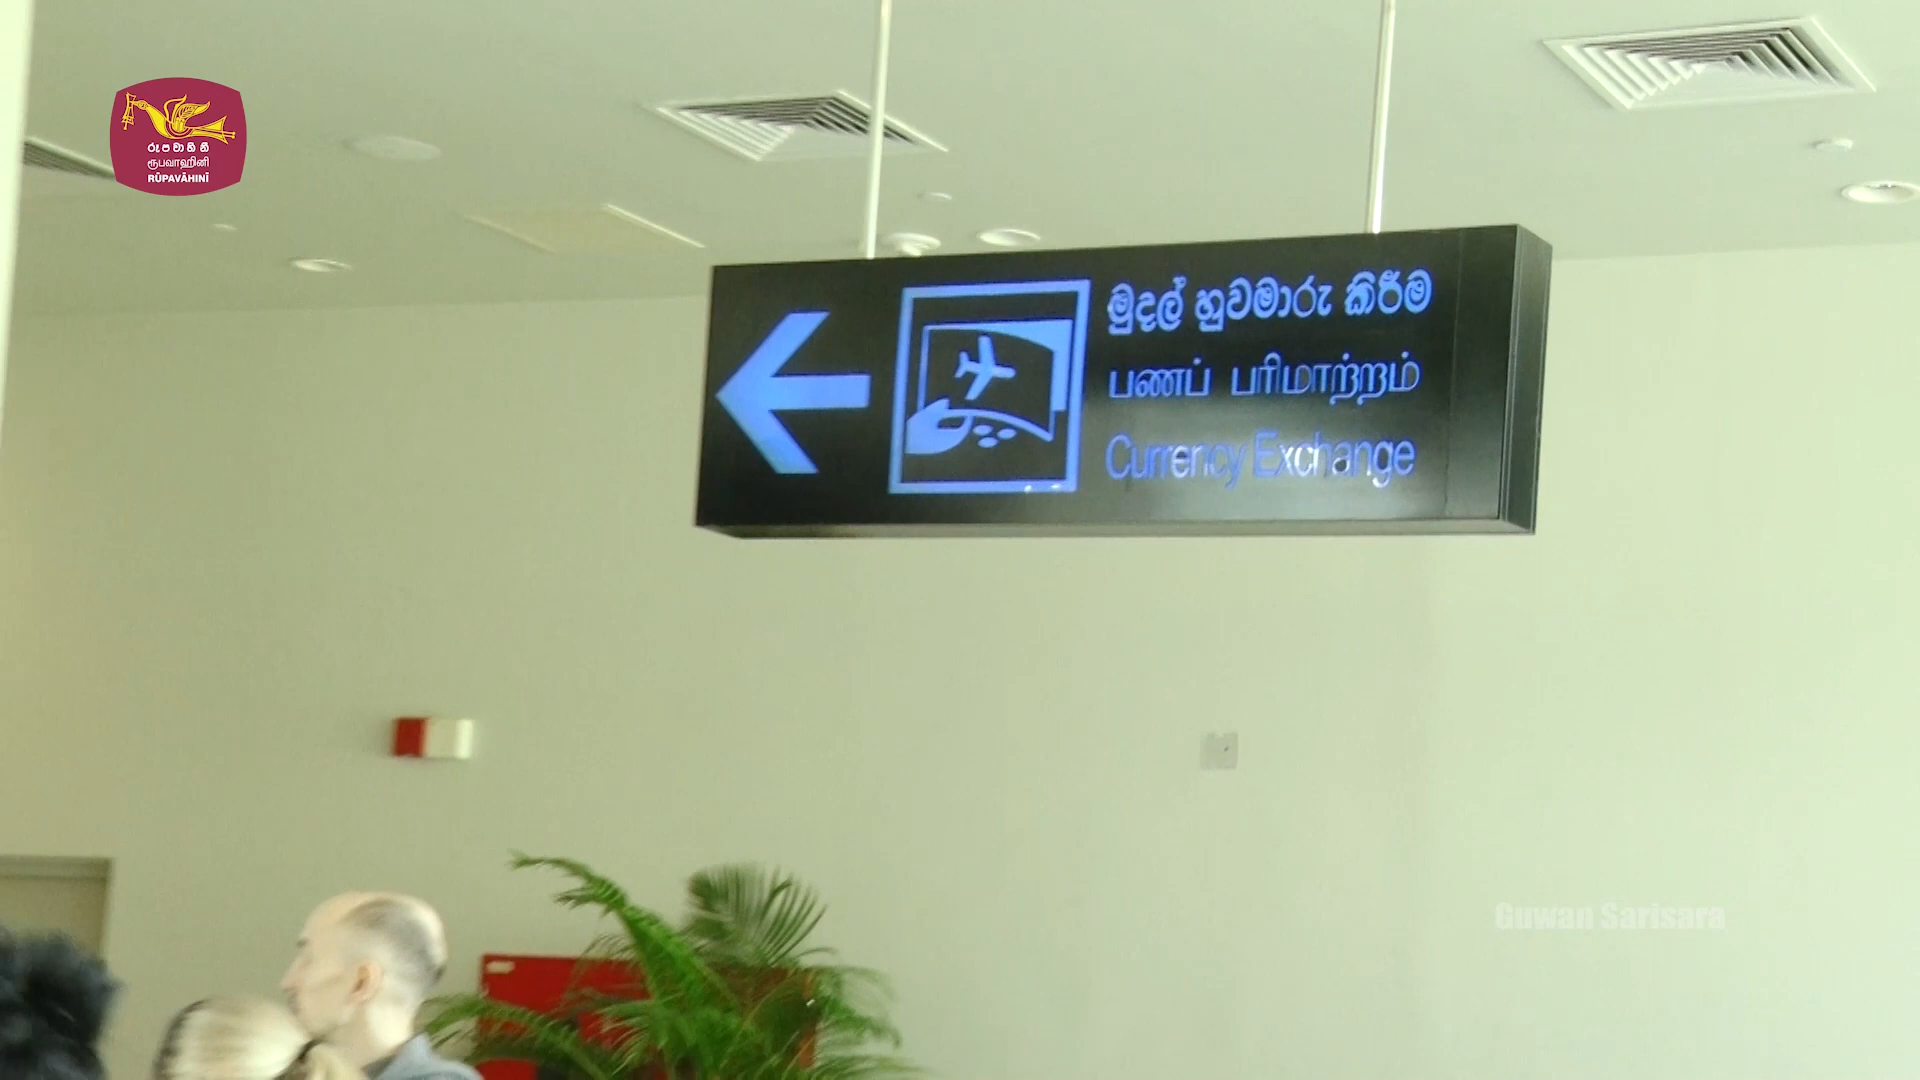 රූපවාහිනී
ரூபவாஹினி
RŪPAVĀHINĪ
මුදල් හුවමාරු කිරීම
பணப் பரிமாற்றம்
Currency Exchange
Guwan Sarisara